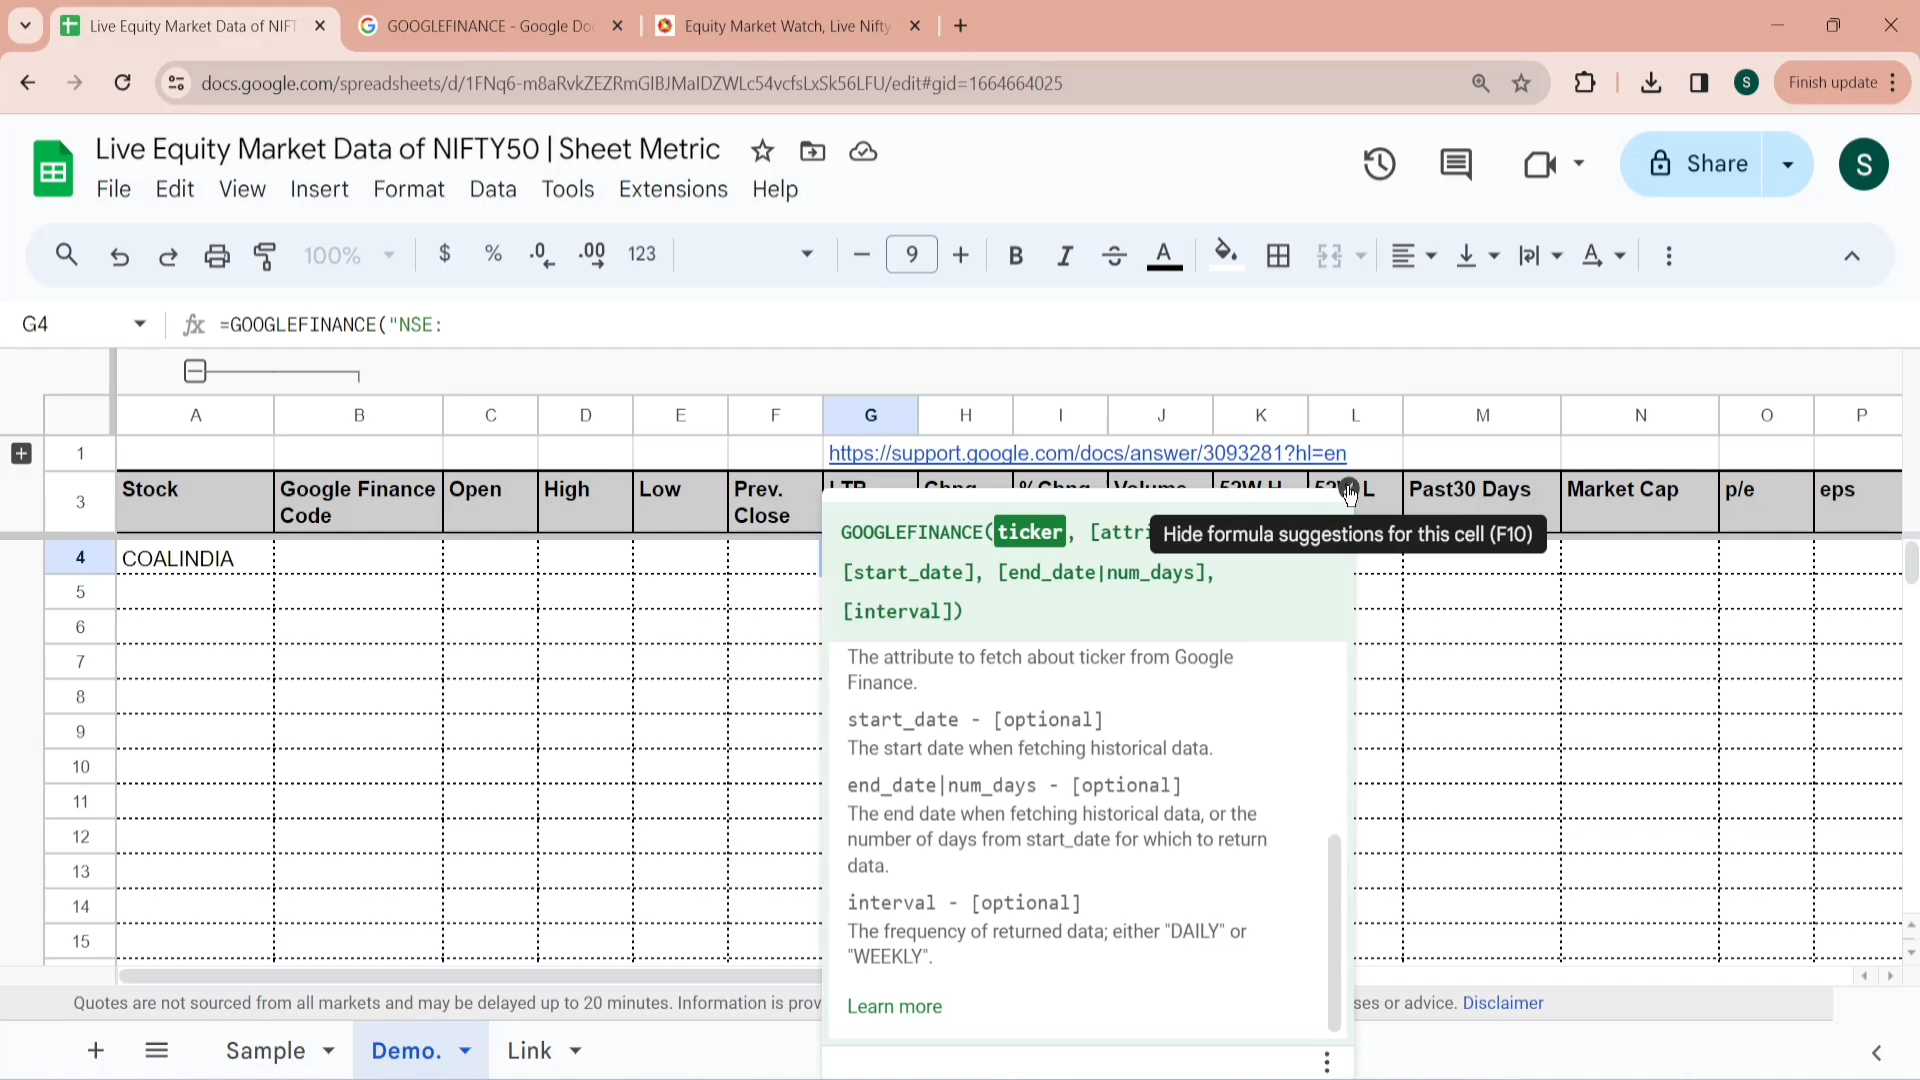 Live Equity Market Data of NIFT
GOOGLEFINANCE - Google Do
Equity Market Watch, Live Nifty
docs.google.com/spreadsheets/d/1FNq6-m8aRvkZEZRmGIBJMaIDZWLc54vcfsLxSk56LFU/edit#gid=1664664025
S
Finish update
Live Equity Market Data of NIFTY50 | Sheet Metric
File Edit View Insert Format Data Tools Extensions Help
Share
S
100% $ % .0 .00 123 9 B I A
G4
fx =GOOGLEFINANCE("NSE:
A B C D E F G H I J K L M N O P
1 https://support.google.com/docs/answer/3093281?hl=en
3 Stock Google Finance Code Open High Low Prev. Close LTP Chng %Chng Volume 52W H 52W L Past30 Days Market Cap p/e eps
4 COALINDIA
5
6
7
8
9
10
11
12
13
14
15
GOOGLEFINANCE(ticker, [attri
[start_date], [end_date|num_days],
[interval])
Hide formula suggestions for this cell (F10)
The attribute to fetch about ticker from Google
Finance.
start_date - [optional]
The start date when fetching historical data.
end_date|num_days - [optional]
The end date when fetching historical data, or the
number of days from start_date for which to return
data.
interval - [optional]
The frequency of returned data; either "DAILY" or
"WEEKLY".
Learn more
Quotes are not sourced from all markets and may be delayed up to 20 minutes. Information is prov
ses or advice. Disclaimer
Sample Demo. Link